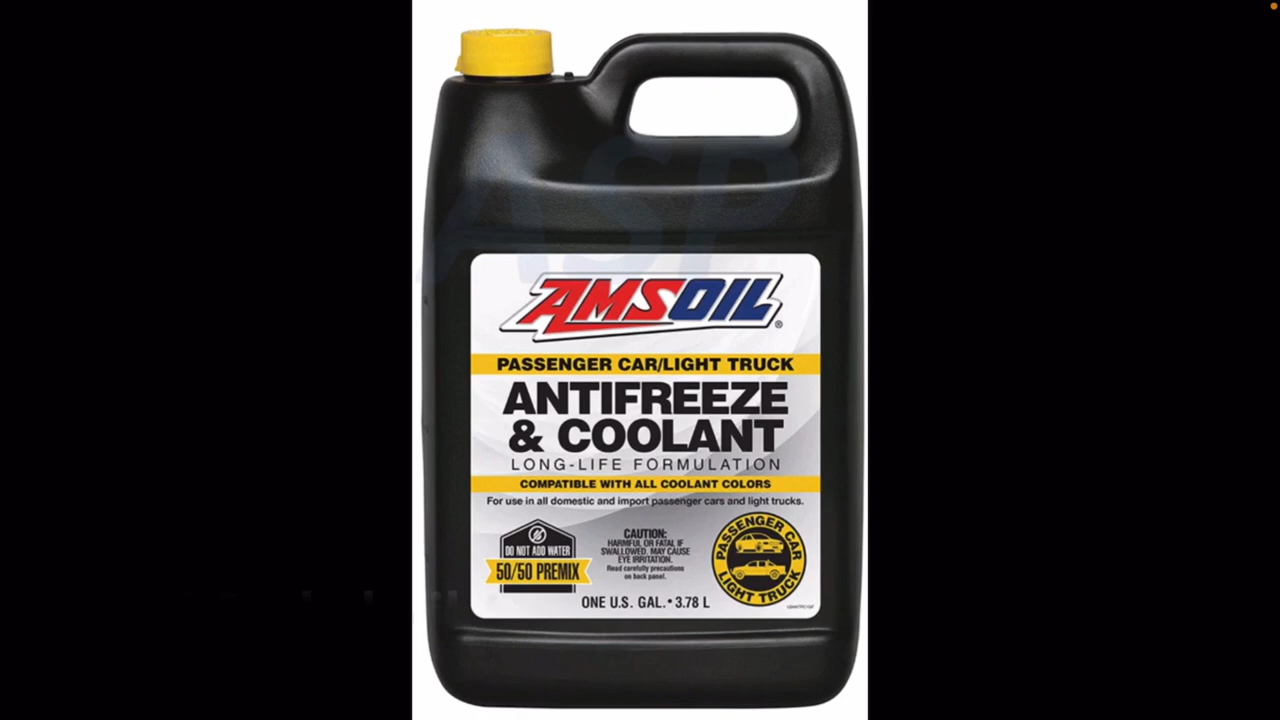 ASP
AMSOIL®
PASSENGER CAR/LIGHT TRUCK
ANTIFREEZE
& COOLANT
LONG-LIFE FORMULATION
COMPATIBLE WITH ALL COOLANT COLORS
For use in all domestic and import passenger cars and light trucks.
DO NOT ADD WATER
50/50 PREMIX
CAUTION:
HARMFUL OR FATAL IF
SWALLOWED. MAY CAUSE
EYE IRRITATION.
Read carefully precautions
on back panel.
PASSENGER CAR
LIGHT TRUCK
ONE U.S. GAL. • 3.78 L